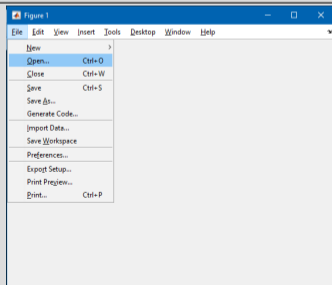 Figure 1
File Edit View Insert Tools Desktop Window Help
New
Open... Ctrl+O
Close Ctrl+W
Save Ctrl+S
Save As...
Generate Code...
Import Data...
Save Workspace
Preferences...
Export Setup...
Print Preview...
Print... Ctrl+P